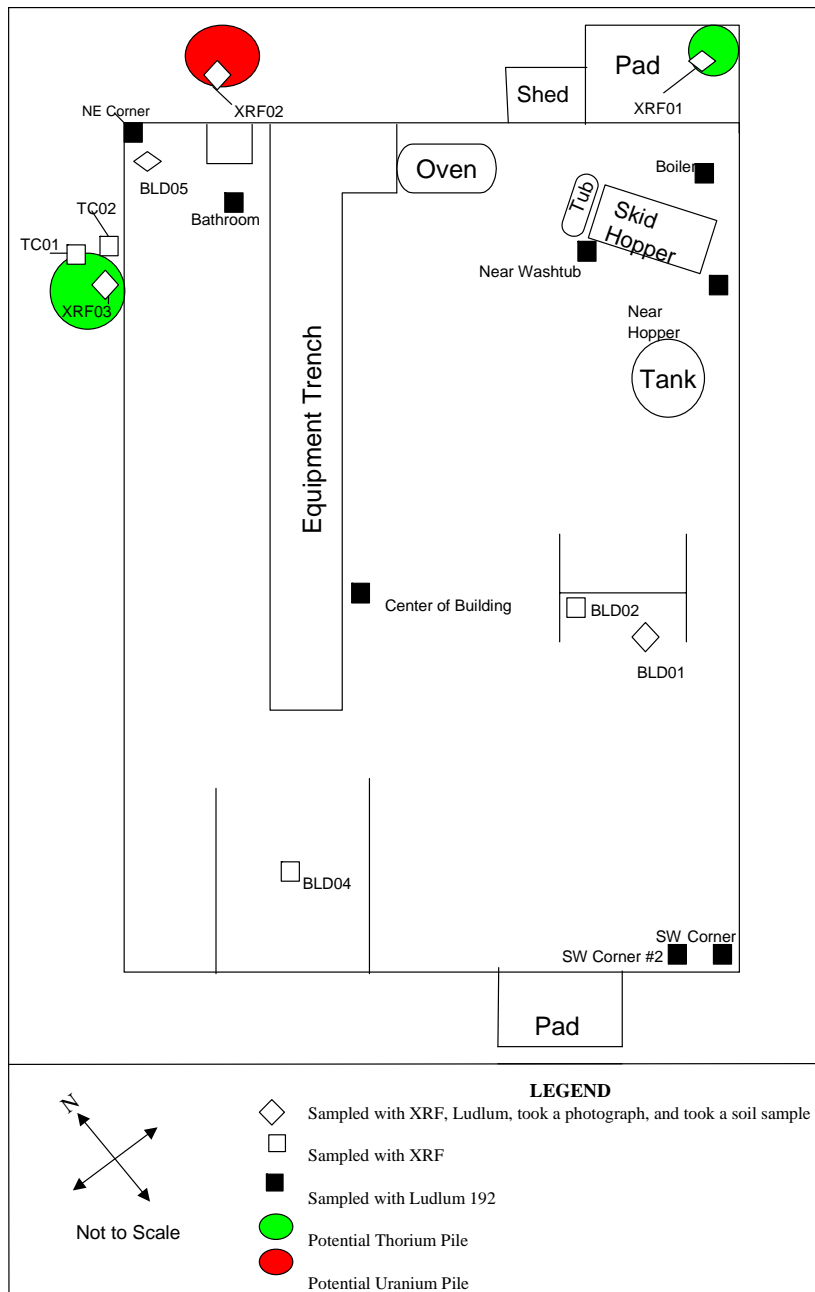 Pad
Shed
XRF01
XRF02
NE Corner
Oven
Boiler
BLD05
TC02
Bathroom
Tub
Skid
Hopper
TC01
Near Washtub
XRF03
Near
Hopper
Tank
Equipment Trench
Center of Building
BLD02
BLD01
BLD04
SW Corner
SW Corner #2
Pad
LEGEND
N
Sampled with XRF, Ludlum, took a photograph, and took a soil sample
Sampled with XRF
Sampled with Ludlum 192
Not to Scale
Potential Thorium Pile
Potential Uranium Pile